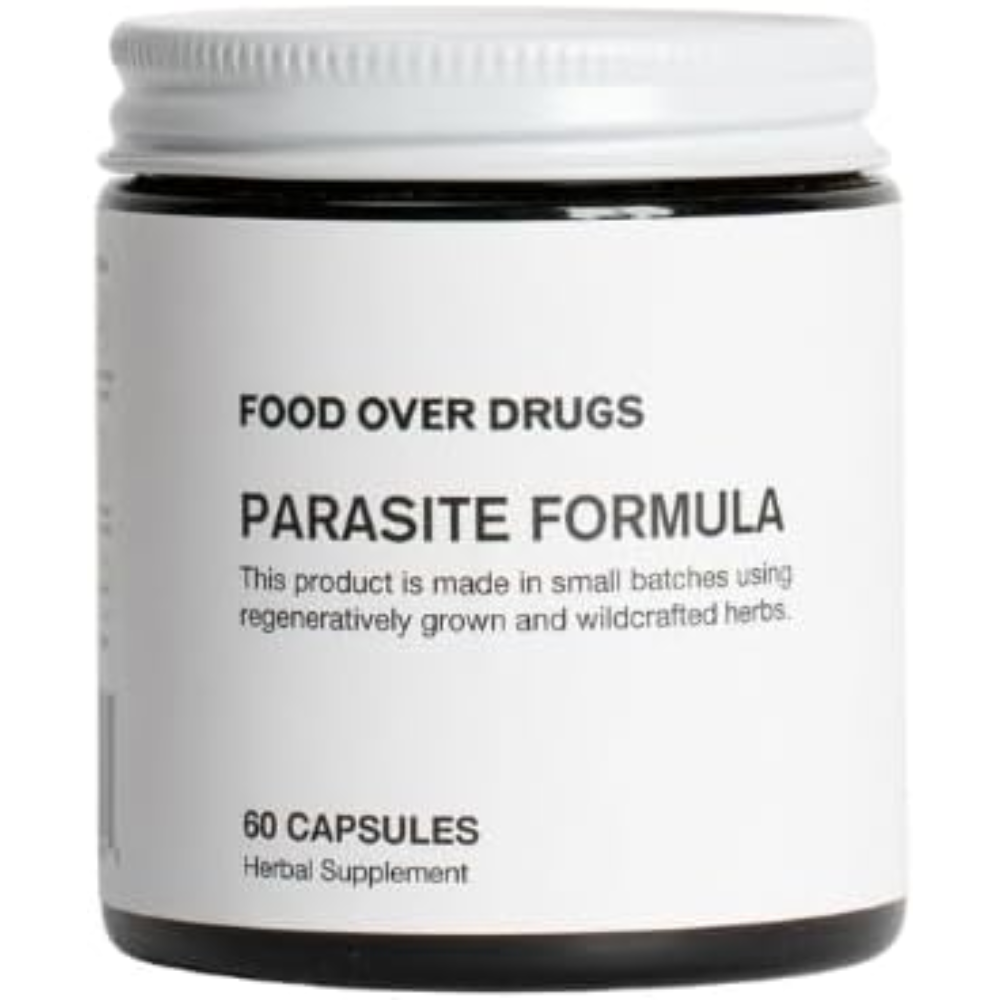 FOOD OVER DRUGS
PARASITE FORMULA
This product is made in small batches using
regeneratively grown and wildcrafted herbs.
60 CAPSULES
Herbal Supplement